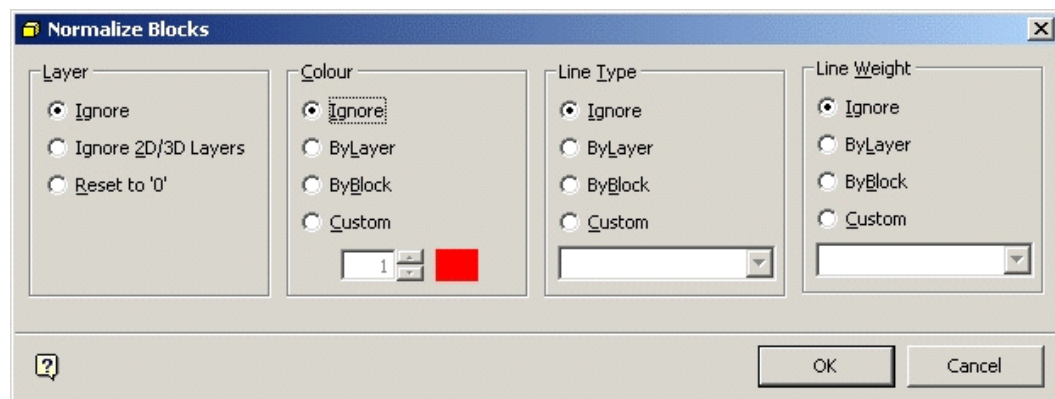 Normalize Blocks
Layer
Ignore
Ignore 2D/3D Layers
Reset to '0'
Colour
Ignore
ByLayer
ByBlock
Custom
1
Line Type
Ignore
ByLayer
ByBlock
Custom
Line Weight
Ignore
ByLayer
ByBlock
Custom
?
OK
Cancel